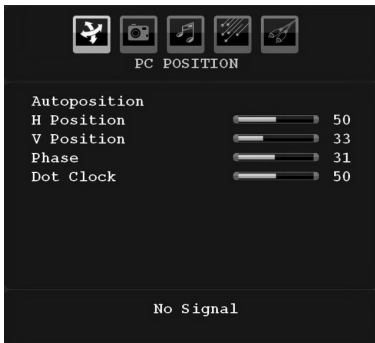 PC POSITION
Autoposition
H Position 50
V Position 33
Phase 31
Dot Clock 50
No Signal